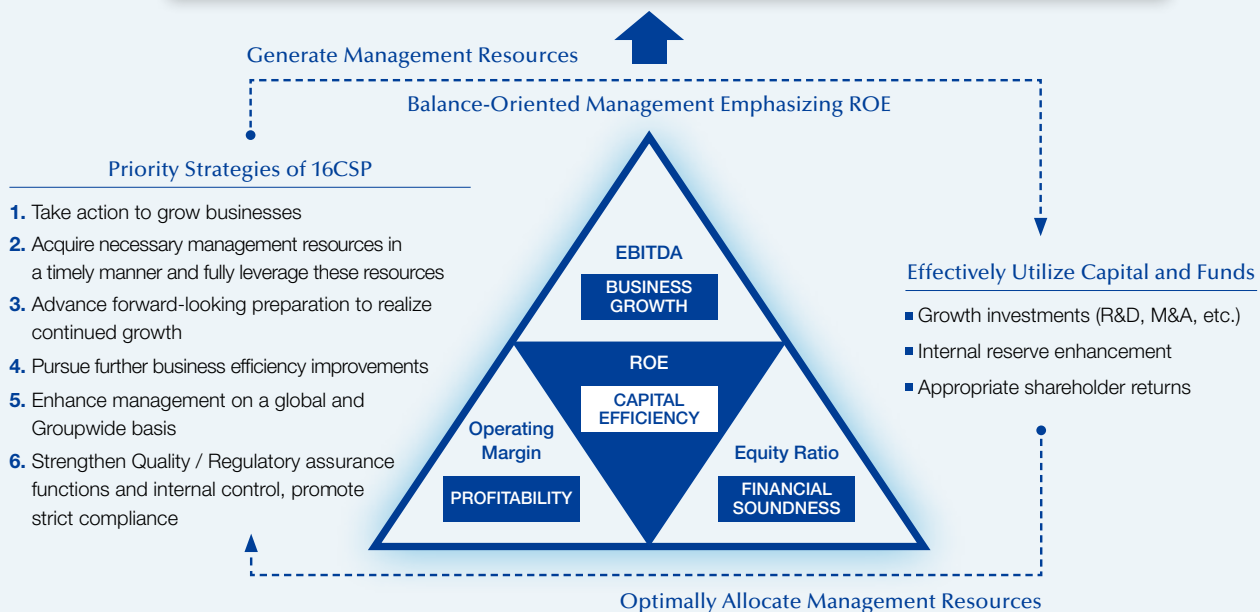 Generate Management Resources
Balance-Oriented Management Emphasizing ROE
Priority Strategies of 16CSP
1. Take action to grow businesses
2. Acquire necessary management resources in
a timely manner and fully leverage these resources
3. Advance forward-looking preparation to realize
continued growth
4. Pursue further business efficiency improvements
5. Enhance management on a global and
Groupwide basis
6. Strengthen Quality / Regulatory assurance
functions and internal control, promote
strict compliance
EBITDA
BUSINESS
GROWTH
ROE
CAPITAL
EFFICIENCY
Operating
Margin
PROFITABILITY
Equity Ratio
FINANCIAL
SOUNDNESS
Effectively Utilize Capital and Funds
Growth investments (R&D, M&A, etc.)
Internal reserve enhancement
Appropriate shareholder returns
Optimally Allocate Management Resources